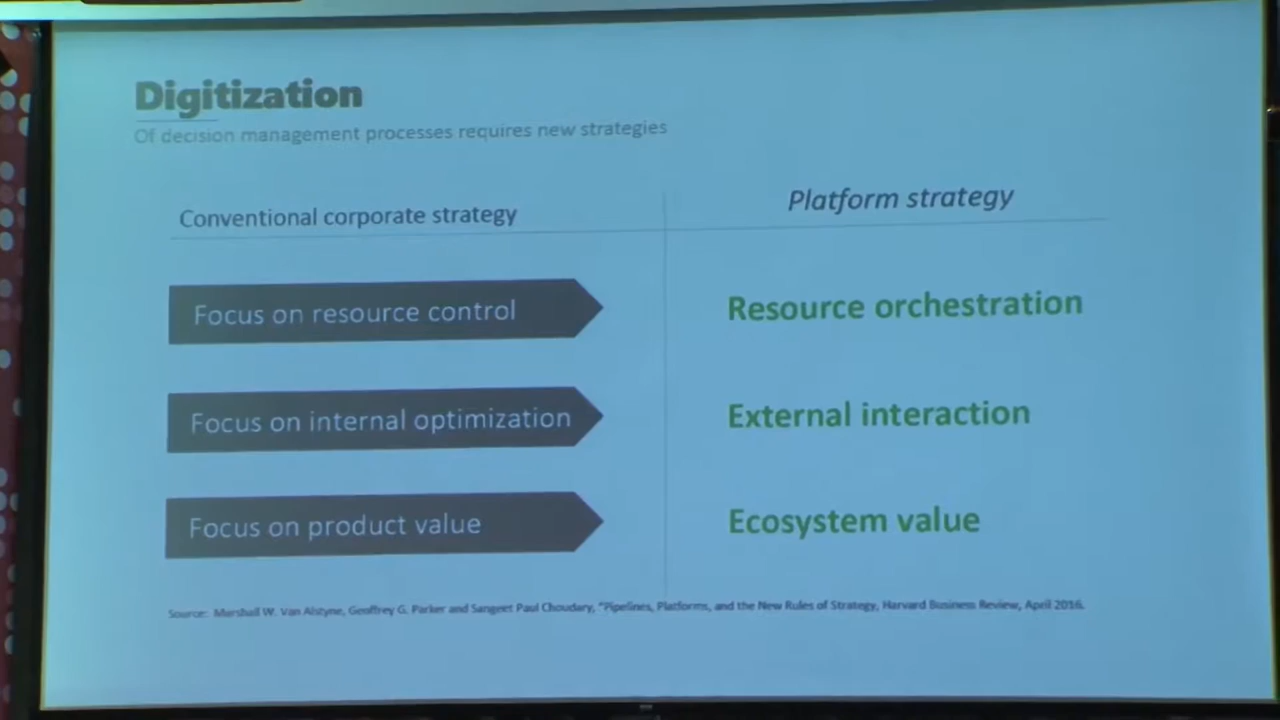 Digitization
Of decision management processes requires new strategies
Conventional corporate strategy
Platform strategy
Focus on resource control
Resource orchestration
Focus on internal optimization
External interaction
Focus on product value
Ecosystem value
Source: Marshall W. Van Alstyne, Geoffrey G. Parker and Sangeet Paul Choudary, "Pipelines, Platforms, and the New Rules of Strategy, Harvard Business Review, April 2016.